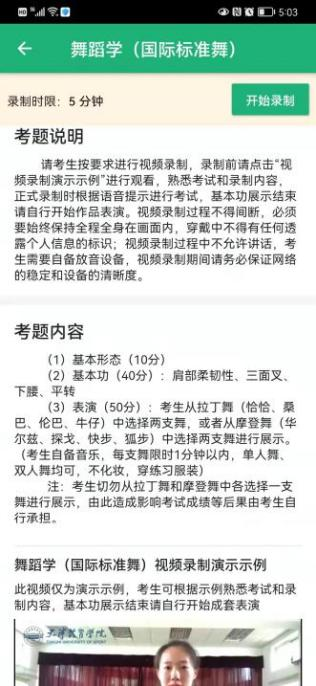 5:03
舞蹈学（国际标准舞）
录制时限：5 分钟
开始录制
考题说明
请考生按要求进行视频录制，录制前请点击“视
频录制演示示例”进行观看，熟悉考试和录制内容，
正式录制时根据语音提示进行考试，基本功展示结束
请自行开始作品表演。视频录制过程不得间断，必须
要始终保持全程全身在画面内，穿戴中不得有任何透
露个人信息的标识；视频录制过程中不允许讲话，考
生需要自备放音设备，视频录制期间请务必保证网络
的稳定和设备的清晰度。
考题内容
（1）基本形态（10分）
（2）基本功（40分）：肩部柔韧性、三面叉、
下腰、平转
（3）表演（50分）：考生从拉丁舞（恰恰、桑
巴、伦巴、牛仔）中选择两支舞，或者从摩登舞（华
尔兹、探戈、快步、狐步）中选择两支舞进行展示。
（考生自备音乐，每支舞限时1分钟以内，单人舞、
双人舞均可，不化妆，穿练习服装）
注：考生切勿从拉丁舞和摩登舞中各选择一支
舞进行展示，由此造成影响考试成绩等后果由考生自
行承担。
舞蹈学（国际标准舞）视频录制演示示例
此视频仅为演示示例，考生可根据示例熟悉考试和录
制内容，基本功展示结束请自行开始成套表演
天津体育学院